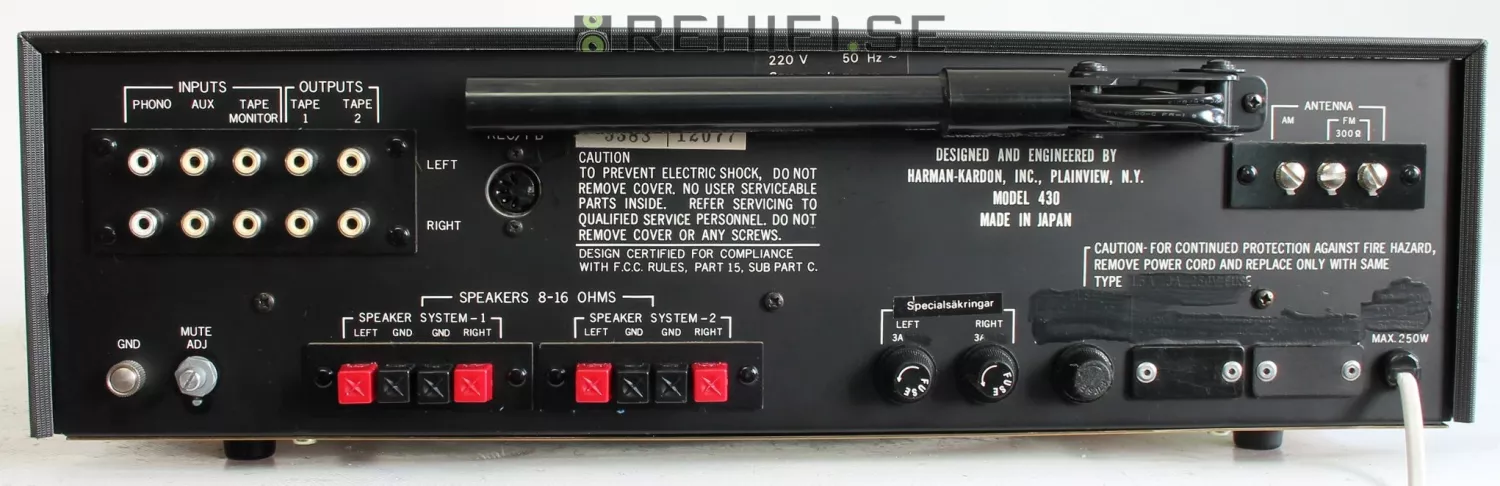 REHIFI.SE
220 V 50 Hz ~
INPUTS OUTPUTS
PHONO AUX TAPE MONITOR TAPE 1 TAPE 2
LEFT
RIGHT
REC/PB
5383 12077
CAUTION
TO PREVENT ELECTRIC SHOCK, DO NOT
REMOVE COVER. NO USER SERVICEABLE
PARTS INSIDE. REFER SERVICING TO
QUALIFIED SERVICE PERSONNEL. DO NOT
REMOVE COVER OR ANY SCREWS.
DESIGN CERTIFIED FOR COMPLIANCE
WITH F.C.C. RULES, PART 15, SUB PART C.
DESIGNED AND ENGINEERED BY
HARMAN-KARDON, INC., PLAINVIEW, N.Y.
MODEL 430
MADE IN JAPAN
ANTENNA
AM FM
300Ω
CAUTION- FOR CONTINUED PROTECTION AGAINST FIRE HAZARD,
REMOVE POWER CORD AND REPLACE ONLY WITH SAME
TYPE
GND
MUTE
ADJ
SPEAKERS 8-16 OHMS
SPEAKER SYSTEM-1
LEFT GND GND RIGHT
SPEAKER SYSTEM-2
LEFT GND GND RIGHT
Specialsäkringar
LEFT RIGHT
3A 3A
FUSE FUSE
MAX. 250W